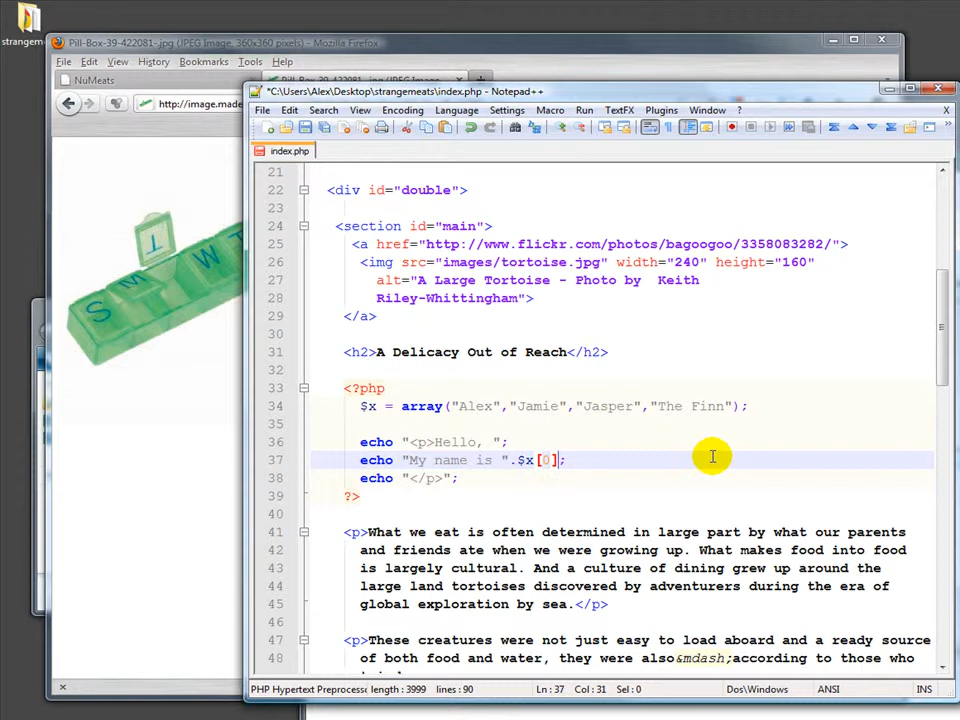 strangem
Pill-Box-39-422081-.jpg (JPEG Image, 360x360 pixels) - Mozilla Firefox
File Edit View History Bookmarks Tools Help
NuMeats
Pill-Box-39-422081-.jpg (JPEG Image, 360x360...
http://image.made
S M T W T
*C:\Users\Alex\Desktop\strangemeats\index.php - Notepad++
File Edit Search View Encoding Language Settings Macro Run TextFX Plugins Window ? X
index.php
21
22 <div id="double">
23
24 <section id="main">
25 <a href="http://www.flickr.com/photos/bagoogoo/3358083282/">
26 <img src="images/tortoise.jpg" width="240" height="160"
27 alt="A Large Tortoise - Photo by Keith
28 Riley-Whittingham">
29 </a>
30
31 <h2>A Delicacy Out of Reach</h2>
32
33 <?php
34 $x = array("Alex","Jamie","Jasper","The Finn");
35
36 echo "<p>Hello, ";
37 echo "My name is ".$x[0];
38 echo "</p>";
39 ?>
40
41 <p>What we eat is often determined in large part by what our parents
42 and friends ate when we were growing up. What makes food into food
43 is largely cultural. And a culture of dining grew up around the
44 large land tortoises discovered by adventurers during the era of
45 global exploration by sea.</p>
46
47 <p>These creatures were not just easy to load aboard and a ready source
48 of both food and water, they were also&mdash;according to those who
PHP Hypertext Preprocesso length : 3999 lines : 90 Ln : 37 Col : 31 Sel : 0 Dos\Windows ANSI INS